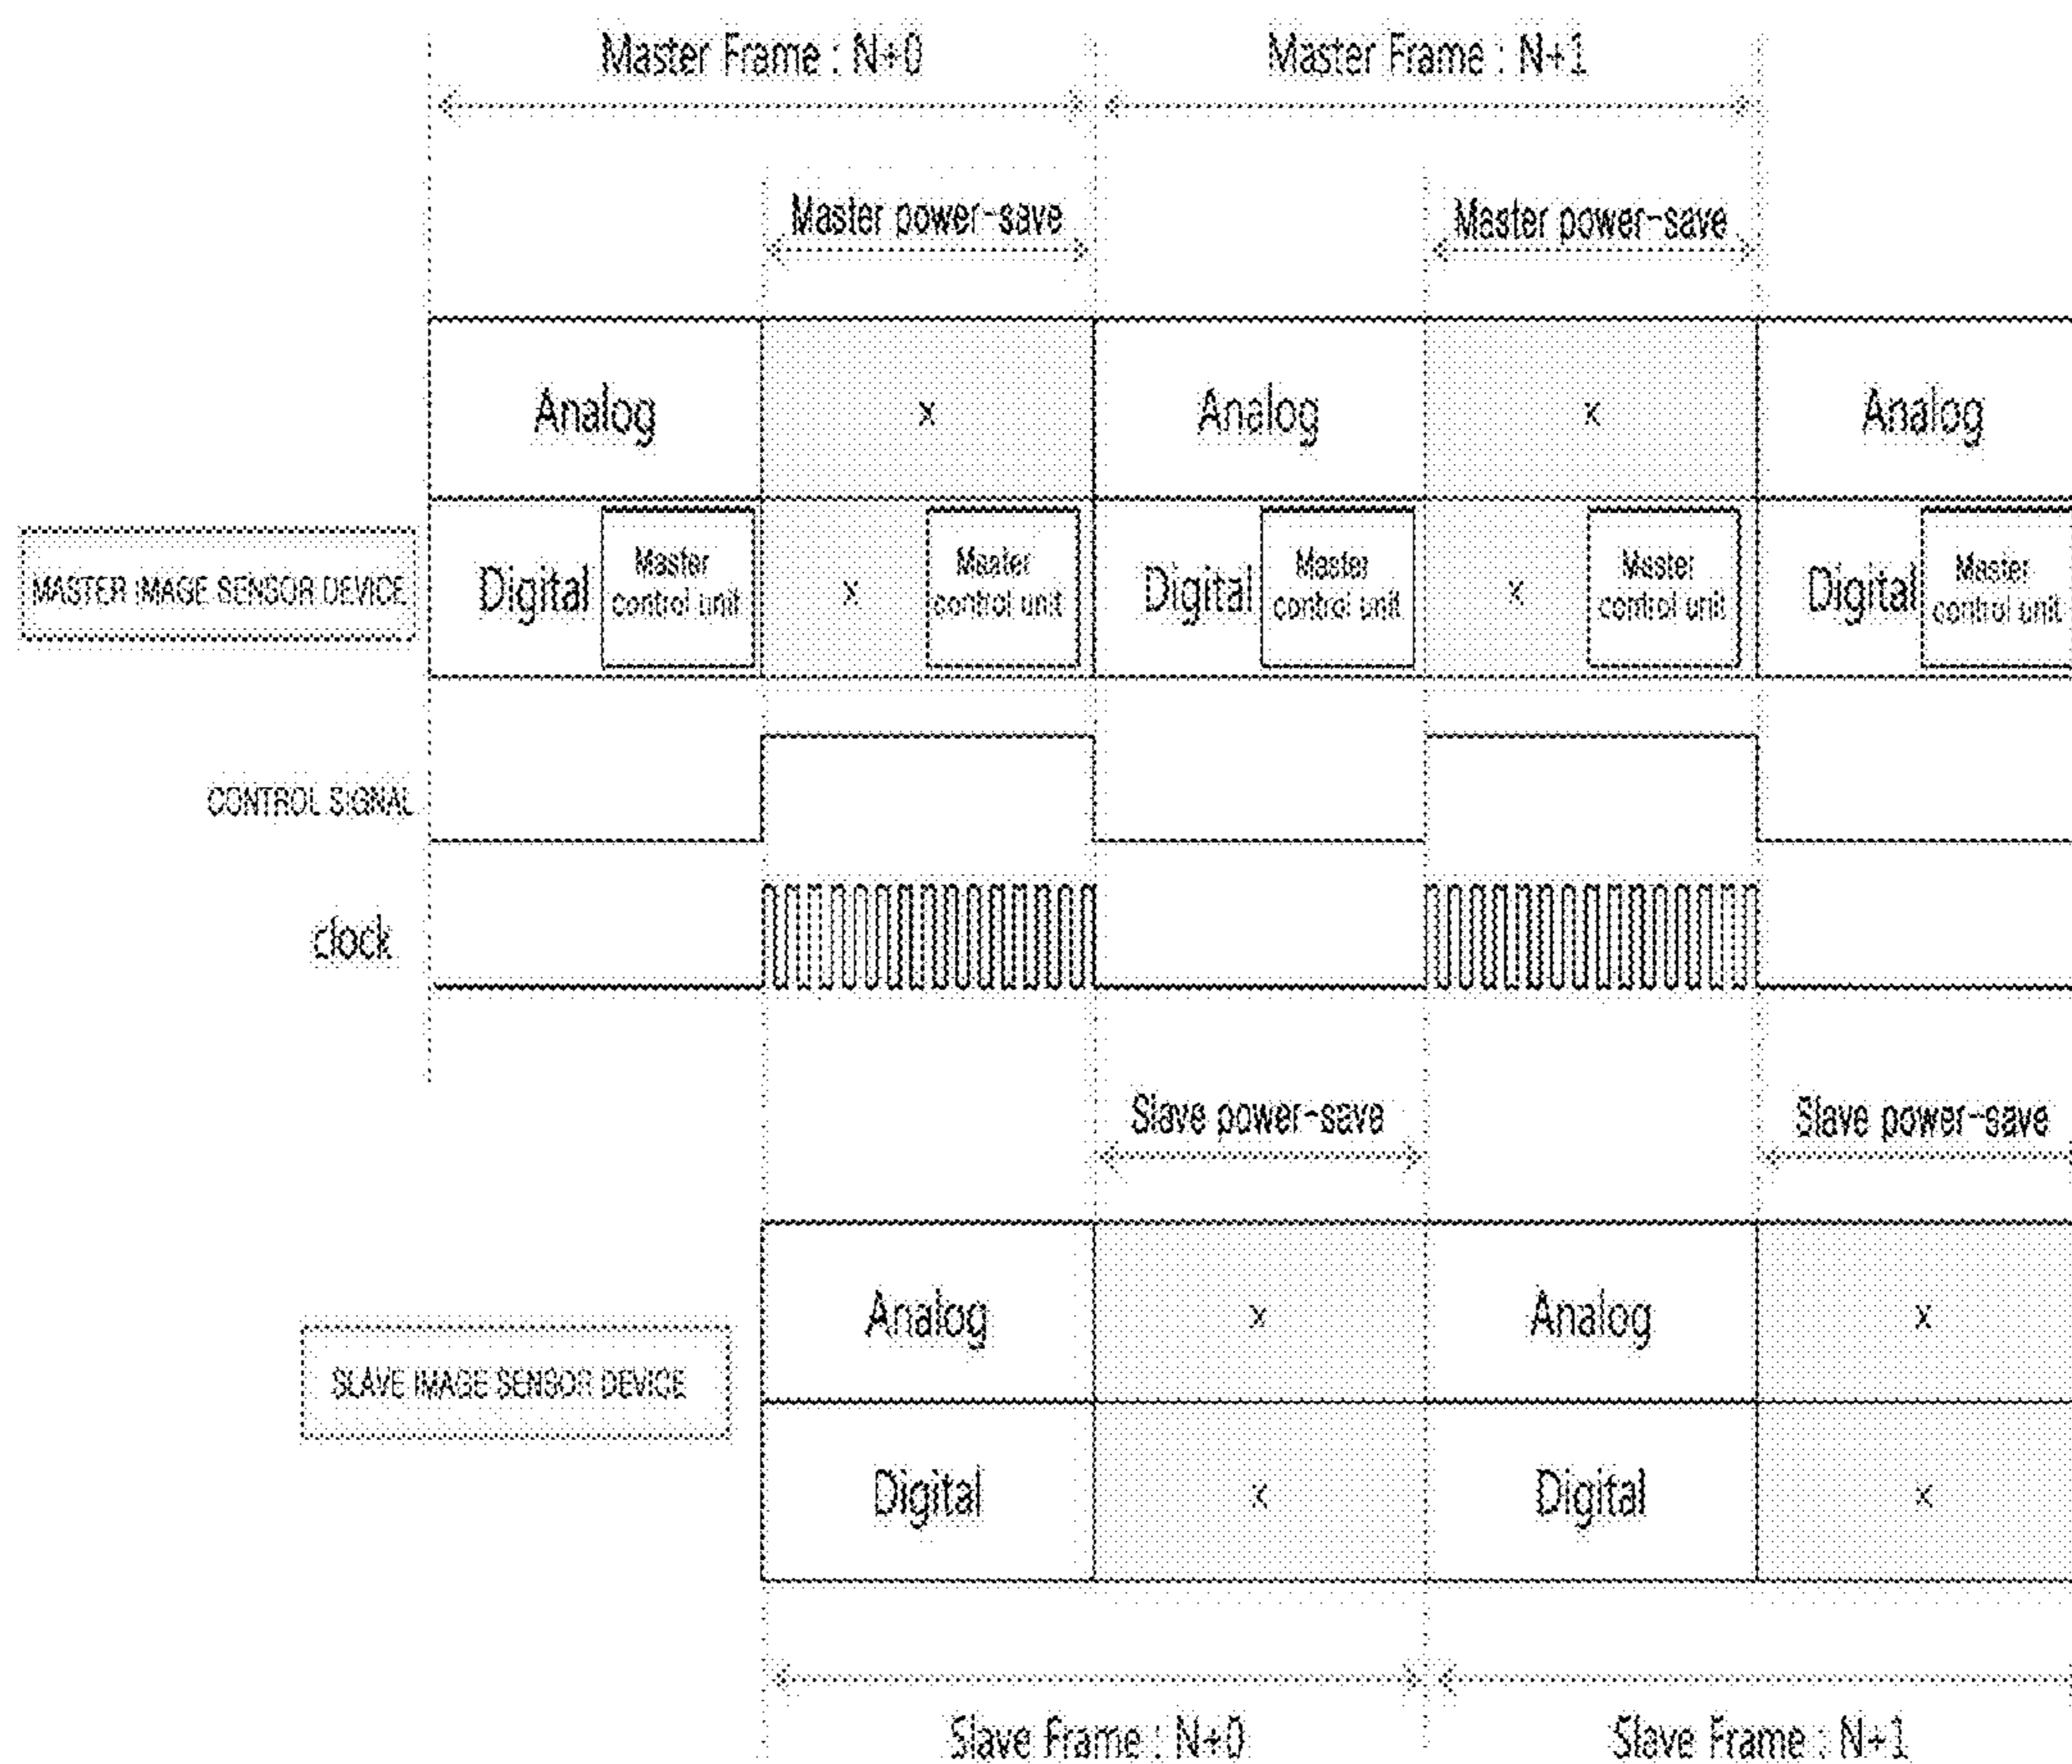 Master Frame : N+0
Master Frame : N+1
Master power-save
Master power-save
Analog
x
Analog
x
Analog
MASTER IMAGE SENSOR DEVICE
Digital
Master
control unit
x
Master
control unit
Digital
Master
control unit
x
Master
control unit
Digital
Master
control unit
CONTROL SIGNAL
clock
Slave power-save
Slave power-save
SLAVE IMAGE SENSOR DEVICE
Analog
x
Analog
x
Digital
x
Digital
x
Slave Frame : N+0
Slave Frame : N+1